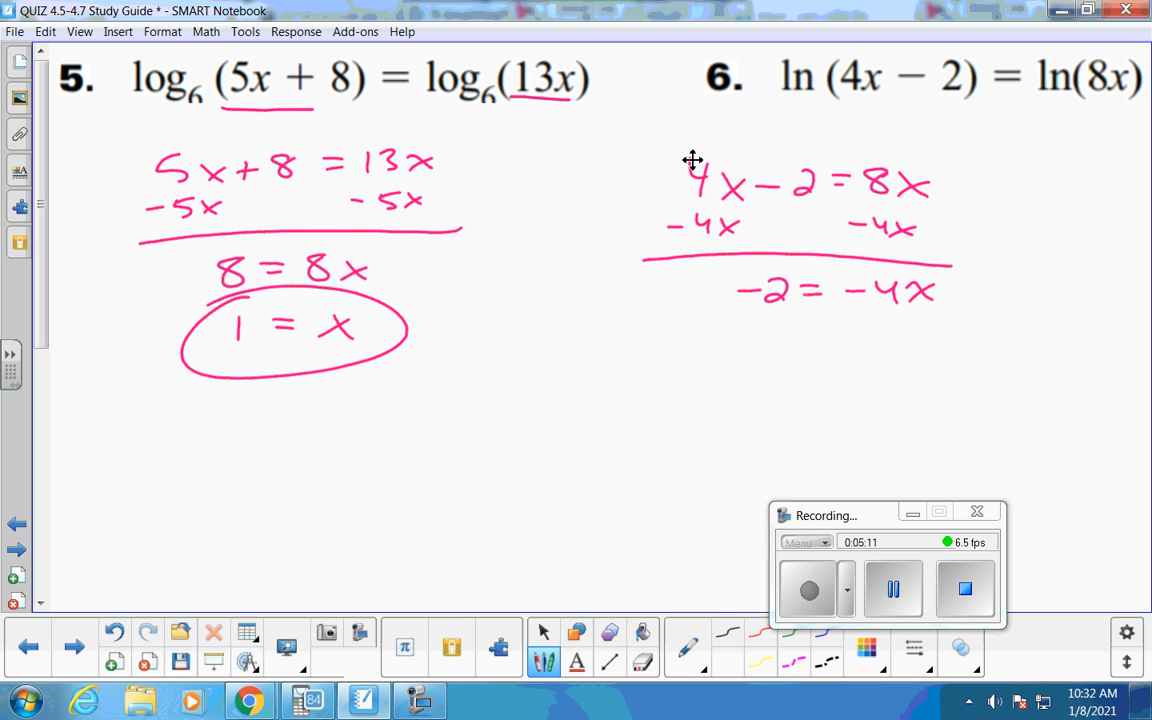 QUIZ 4.5-4.7 Study Guide * - SMART Notebook
File Edit View Insert Format Math Tools Response Add-ons Help
5. log₆ (5x + 8) = log₆(13x)
6. ln (4x − 2) = ln(8x)
5x + 8 = 13x
-5x -5x
8 = 8x
1 = x
4x - 2 = 8x
-4x -4x
-2 = -4x
Recording...
Menu 0:05:11 6.5 fps
π
A
84
10:32 AM
1/8/2021